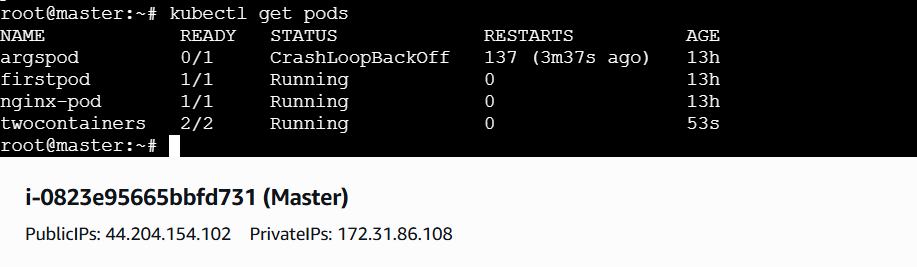 root@master:~# kubectl get pods
NAME READY STATUS RESTARTS AGE
argspod 0/1 CrashLoopBackOff 137 (3m37s ago) 13h
firstpod 1/1 Running 0 13h
nginx-pod 1/1 Running 0 13h
twocontainers 2/2 Running 0 53s
root@master:~#
i-0823e95665bbfd731 (Master)
PublicIPs: 44.204.154.102 PrivateIPs: 172.31.86.108